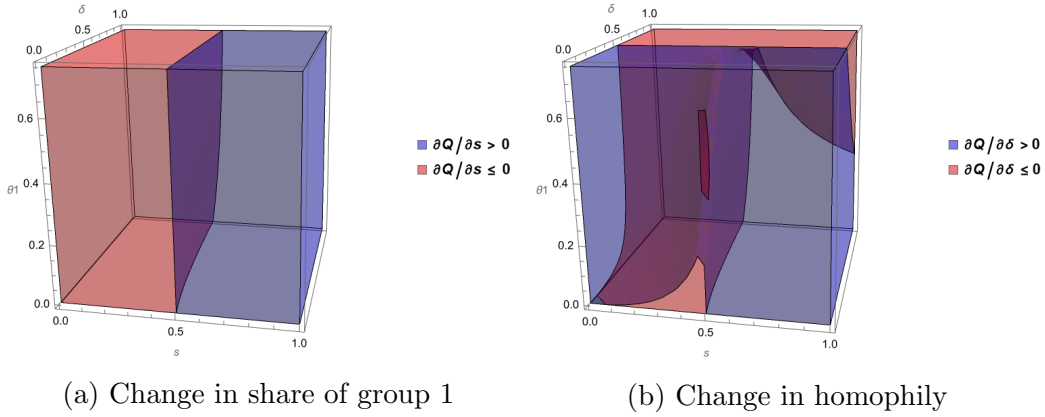 δ
1.0
0.5
0.0
0.6
0.4
θ1
0.2
0.0
0.0
0.5
1.0
s
∂Q/∂s > 0
∂Q/∂s ≤ 0
(a) Change in share of group 1
δ
1.0
0.5
0.0
0.6
0.4
θ1
0.2
0.0
0.0
0.5
1.0
s
∂Q/∂δ > 0
∂Q/∂δ ≤ 0
(b) Change in homophily